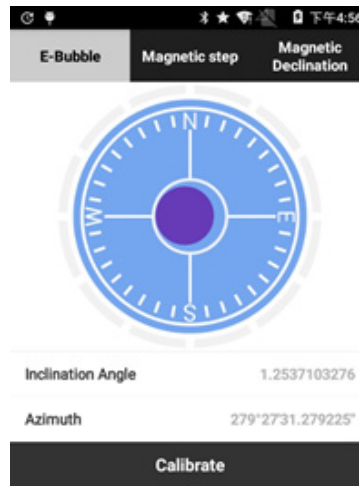 下午4:56
E-Bubble
Magnetic step
Magnetic
Declination
N
W
E
S
Inclination Angle
1.2537103276
Azimuth
279°27'31.279225"
Calibrate